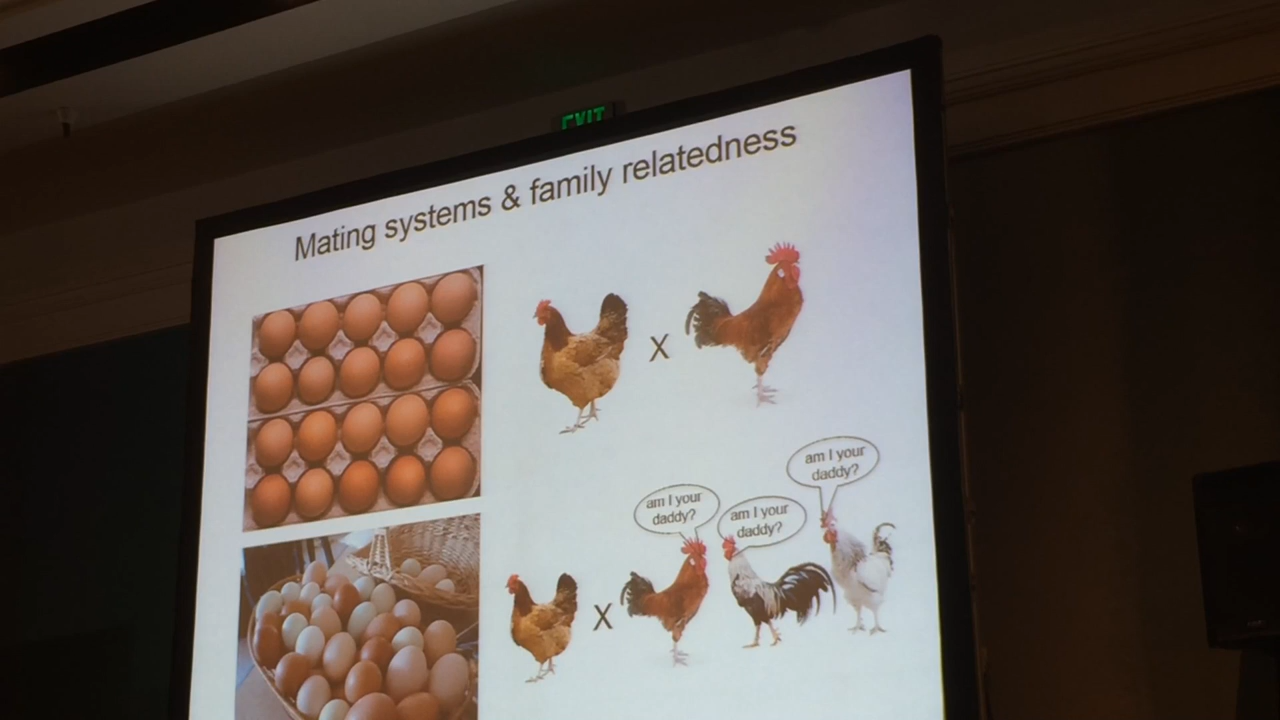 EXIT
Mating systems & family relatedness
X
am I your
daddy?
am I your
daddy?
am I your
daddy?
X